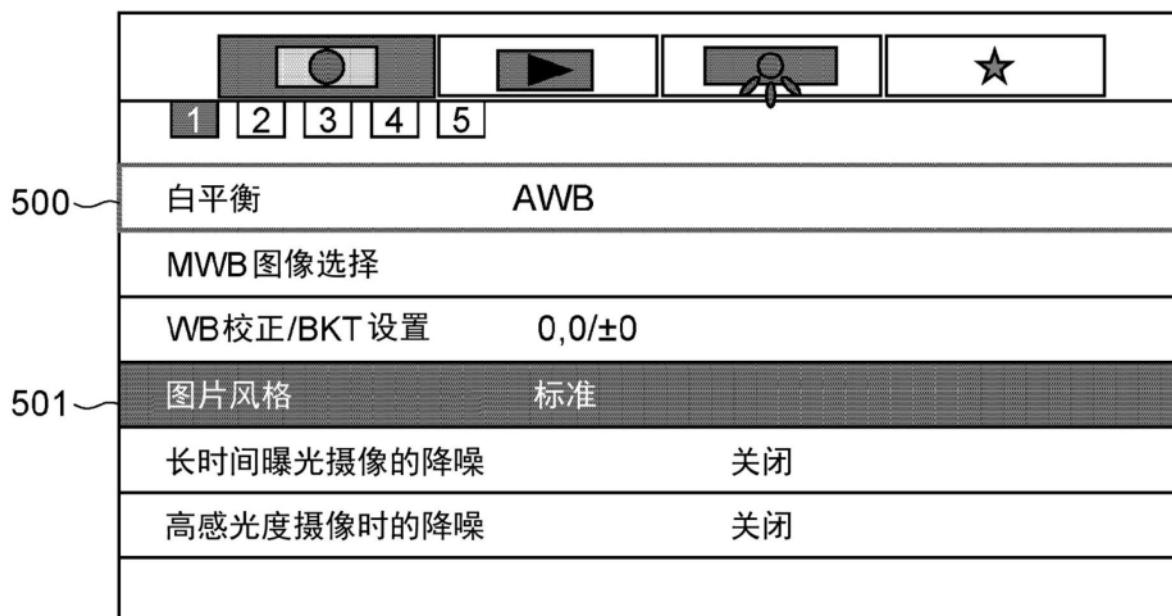 1 2 3 4 5
500 白平衡 AWB
MWB图像选择
WB校正/BKT设置 0,0/±0
501 图片风格 标准
长时间曝光摄像的降噪 关闭
高感光度摄像时的降噪 关闭